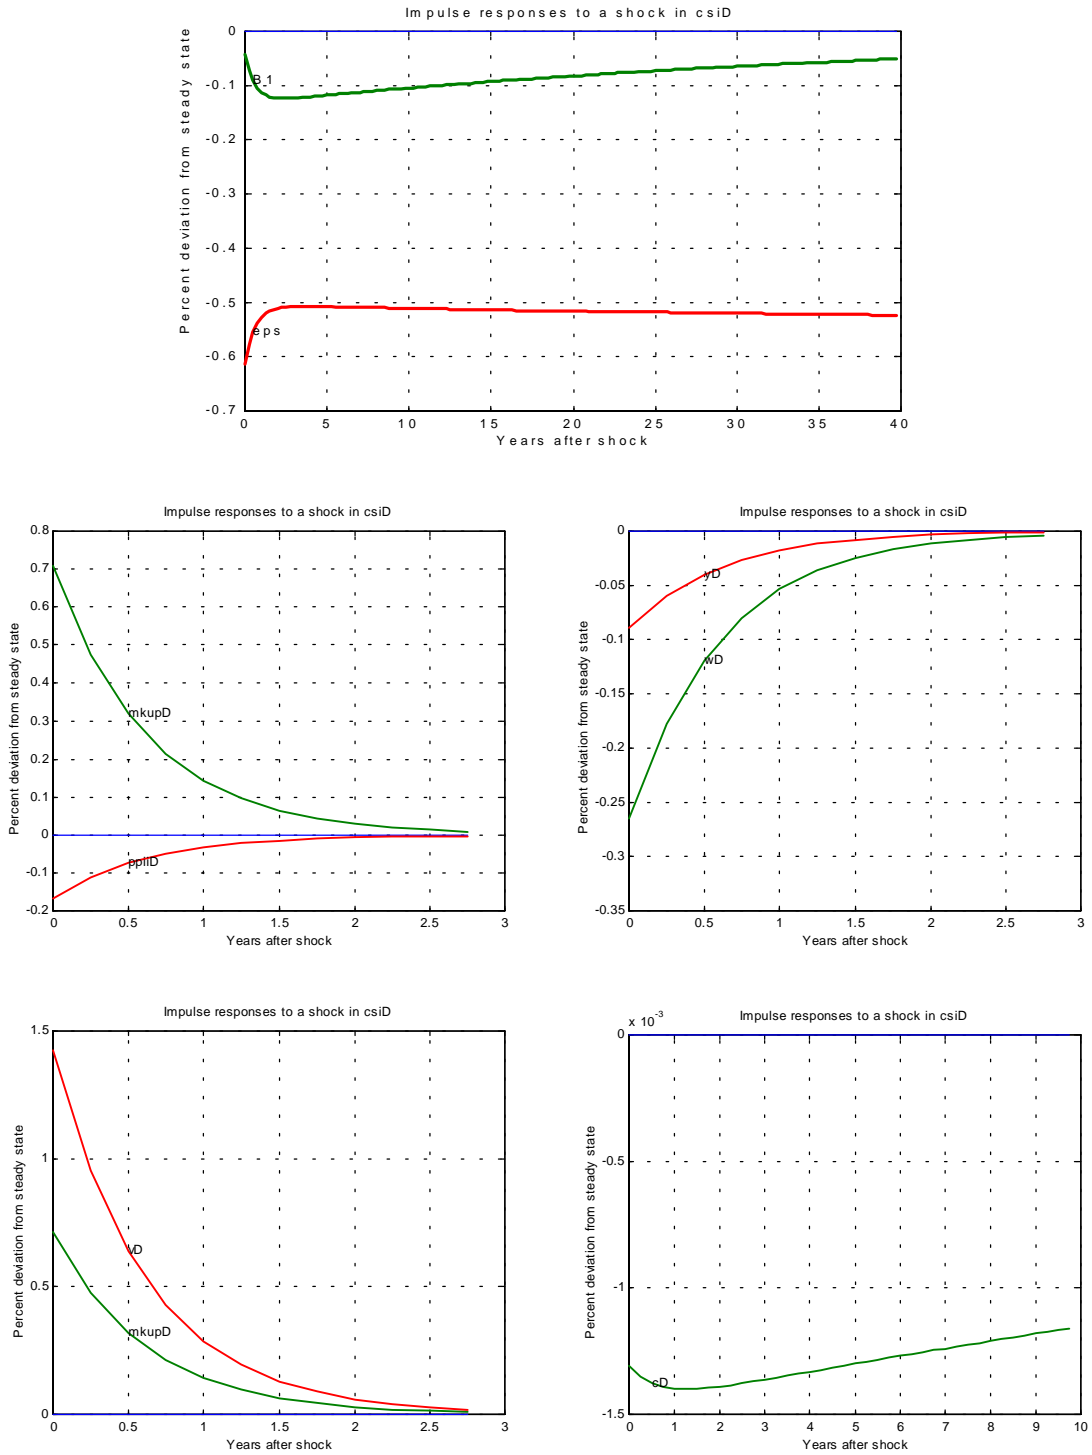 Impulse responses to a shock in csiD
Percent deviation from steady state
0
-0.1
-0.2
-0.3
-0.4
-0.5
-0.6
-0.7
B.1
eps
0 5 10 15 20 25 30 35 40
Years after shock
Impulse responses to a shock in csiD
Percent deviation from steady state
0.8
0.7
0.6
0.5
0.4
0.3
0.2
0.1
0
-0.1
-0.2
mkupD
ppiiD
0 0.5 1 1.5 2 2.5 3
Years after shock
Impulse responses to a shock in csiD
Percent deviation from steady state
0
-0.05
-0.1
-0.15
-0.2
-0.25
-0.3
-0.35
yD
wD
0 0.5 1 1.5 2 2.5 3
Years after shock
Impulse responses to a shock in csiD
Percent deviation from steady state
1.5
1
0.5
0
vD
mkupD
0 0.5 1 1.5 2 2.5 3
Years after shock
Impulse responses to a shock in csiD
x 10-3
Percent deviation from steady state
0
-0.5
-1
-1.5
cD
0 1 2 3 4 5 6 7 8 9 10
Years after shock